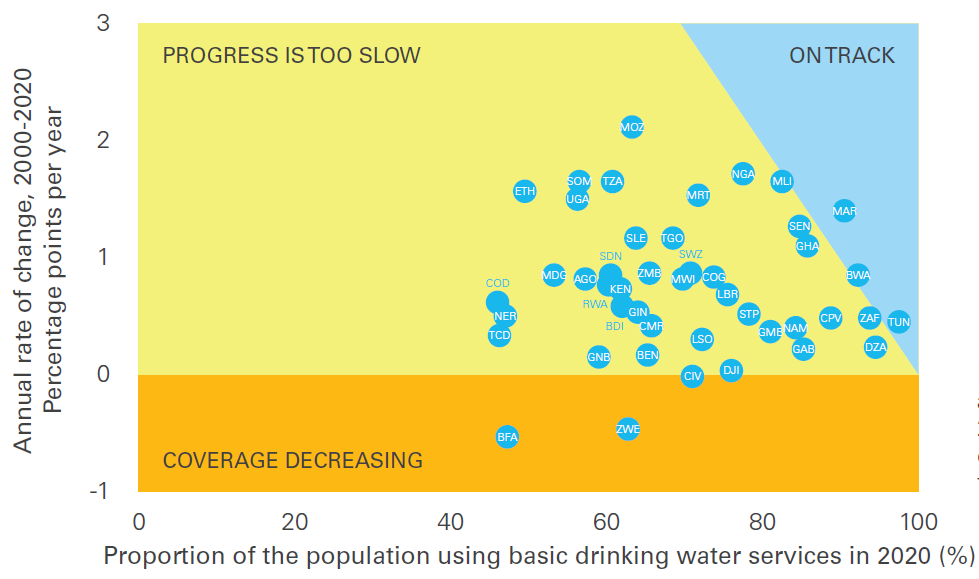 3
PROGRESS IS TOO SLOW
ON TRACK
Annual rate of change, 2000-2020
Percentage points per year
MOZ
2
NGA
ETH
SOM
TZA
MLI
UGA
MRT
MAR
SEN
SLE
TGO
GHA
1
SDN
SWZ
MDG
AGO
ZMB
MWI
COG
BWA
COD
KEN
RWA
LBR
NER
GIN
STP
BDI
CMR
CPV
ZAF
TUN
TCD
GMB
NAM
LSO
GAB
DZA
GNB
BEN
0
CIV
DJI
BFA
ZWE
COVERAGE DECREASING
-1
0 20 40 60 80 100
Proportion of the population using basic drinking water services in 2020 (%)